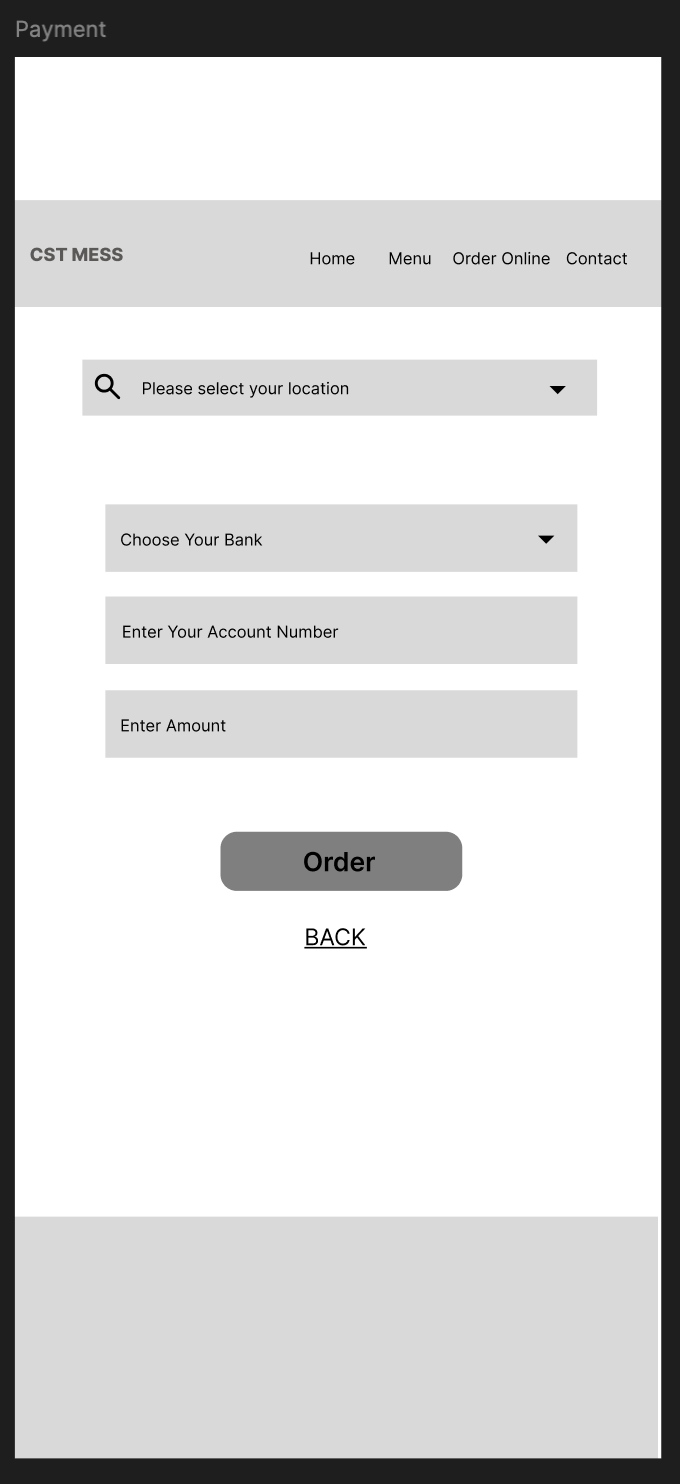 Payment
CST MESS
Home Menu Order Online Contact
Please select your location
Choose Your Bank
Enter Your Account Number
Enter Amount
Order
BACK